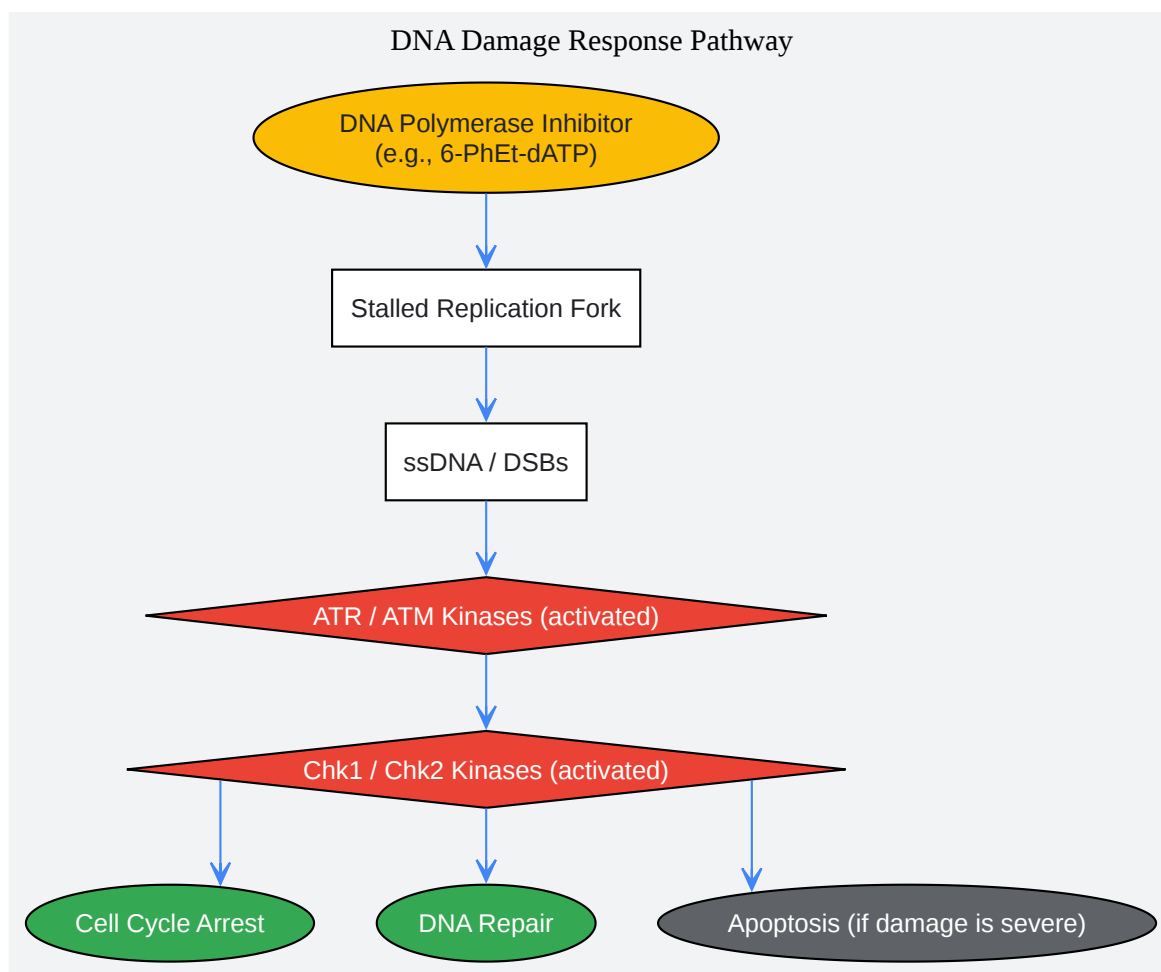 DNA Damage Response Pathway
DNA Polymerase Inhibitor
(e.g., 6-PhEt-dATP)
Stalled Replication Fork
ssDNA / DSBs
ATR / ATM Kinases (activated)
Chk1 / Chk2 Kinases (activated)
Cell Cycle Arrest
DNA Repair
Apoptosis (if damage is severe)